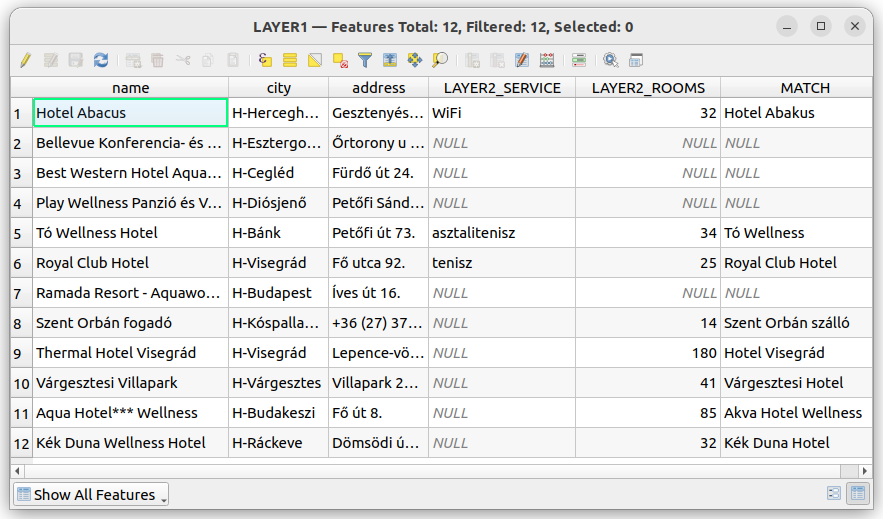 LAYER1 — Features Total: 12, Filtered: 12, Selected: 0
name city address LAYER2_SERVICE LAYER2_ROOMS MATCH
1 Hotel Abacus H-Hercegh… Gesztenyés… WiFi 32 Hotel Abakus
2 Bellevue Konferencia- és … H-Esztergo… Őrtorony u … NULL NULL NULL
3 Best Western Hotel Aqua… H-Cegléd Fürdő út 24. NULL NULL NULL
4 Play Wellness Panzió és V… H-Diósjenő Petőfi Sánd… NULL NULL NULL
5 Tó Wellness Hotel H-Bánk Petőfi út 73. asztalitenisz 34 Tó Wellness
6 Royal Club Hotel H-Visegrád Fő utca 92. tenisz 25 Royal Club Hotel
7 Ramada Resort - Aquawo… H-Budapest Íves út 16. NULL NULL NULL
8 Szent Orbán fogadó H-Kóspalla… +36 (27) 37… NULL 14 Szent Orbán szálló
9 Thermal Hotel Visegrád H-Visegrád Lepence-vö… NULL 180 Hotel Visegrád
10 Várgesztesi Villapark H-Várgesztes Villapark 2… NULL 41 Várgesztesi Hotel
11 Aqua Hotel*** Wellness H-Budakeszi Fő út 8. NULL 85 Akva Hotel Wellness
12 Kék Duna Wellness Hotel H-Ráckeve Dömsödi ú… NULL 32 Kék Duna Hotel
Show All Features